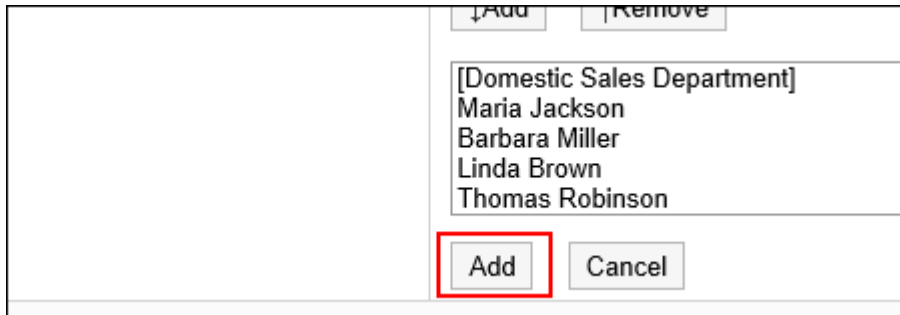 ↓Add ↑Remove
[Domestic Sales Department]
Maria Jackson
Barbara Miller
Linda Brown
Thomas Robinson
Add Cancel